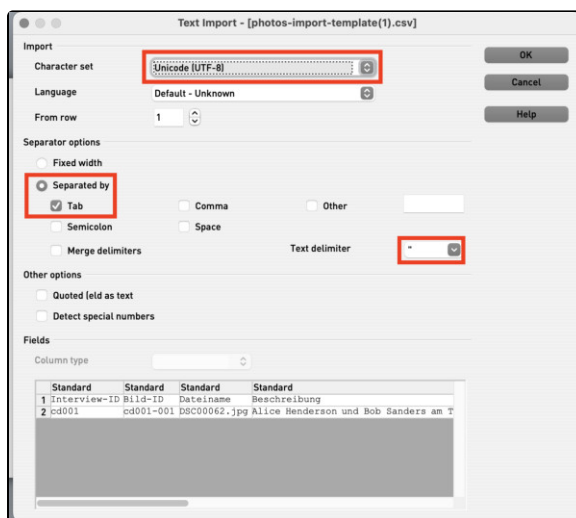 Text Import - [photos-import-template(1).csv]
Import
Character set Unicode (UTF-8)
Language Default - Unknown
From row 1
OK
Cancel
Help
Separator options
Fixed width
Separated by
Tab Comma Other
Semicolon Space
Merge delimiters Text delimiter "
Other options
Quoted (eld as text
Detect special numbers
Fields
Column type
Standard Standard Standard Standard
1 Interview-ID Bild-ID Dateiname Beschreibung
2 cd001 cd001-001 DSC00062.jpg Alice Henderson und Bob Sanders am T